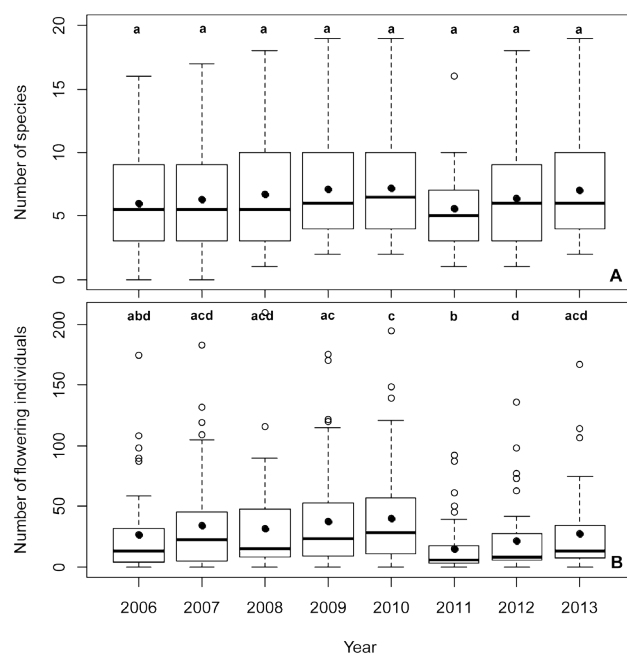 20
15
10
5
0
Number of species
a a a a a a a a
A
200
150
100
50
0
Number of flowering individuals
abd acd acd ac c b d acd
B
2006 2007 2008 2009 2010 2011 2012 2013
Year